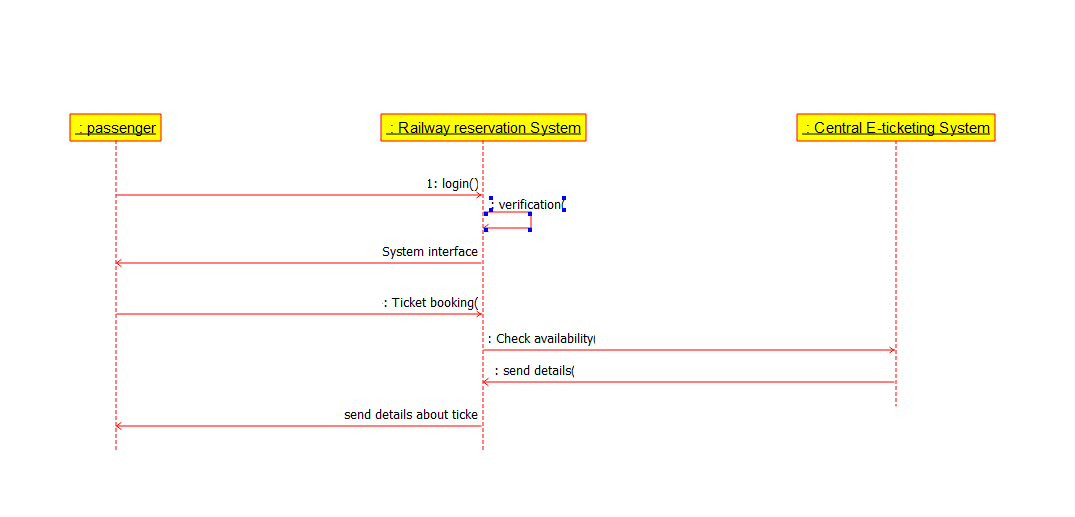 : passenger
: Railway reservation System
: Central E-ticketing System
1: login()
: verification(
System interface
: Ticket booking(
: Check availability(
: send details(
send details about ticke